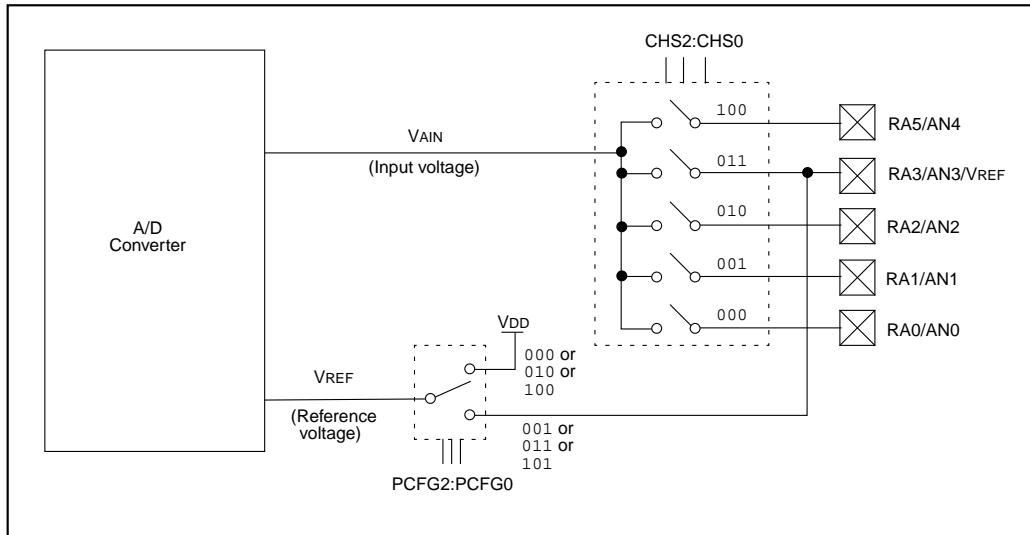 CHS2:CHS0
100
RA5/AN4
VAIN
(Input voltage)
011
RA3/AN3/VREF
A/D
Converter
010
RA2/AN2
001
RA1/AN1
000
RA0/AN0
VDD
000 or
010 or
100
VREF
(Reference
voltage)
001 or
011 or
101
PCFG2:PCFG0